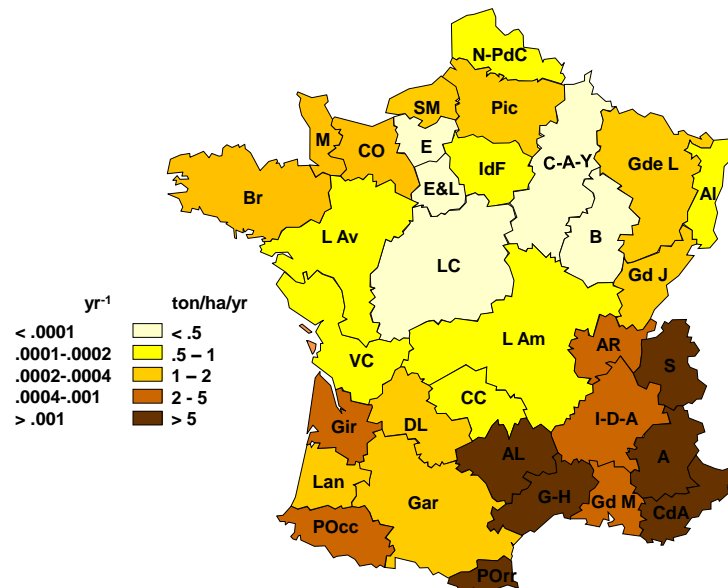 N-PdC
SM
Pic
M
CO
E
IdF
C-A-Y
Gde L
Al
E&L
Br
L Av
B
LC
Gd J
yr-1 ton/ha/yr
< .0001 < .5
.0001-.0002 .5 – 1
.0002-.0004 1 – 2
.0004-.001 2 - 5
> .001 > 5
L Am
AR
VC
S
CC
I-D-A
Gir
DL
AL
A
Lan
Gar
G-H
Gd M
CdA
POcc
POrr